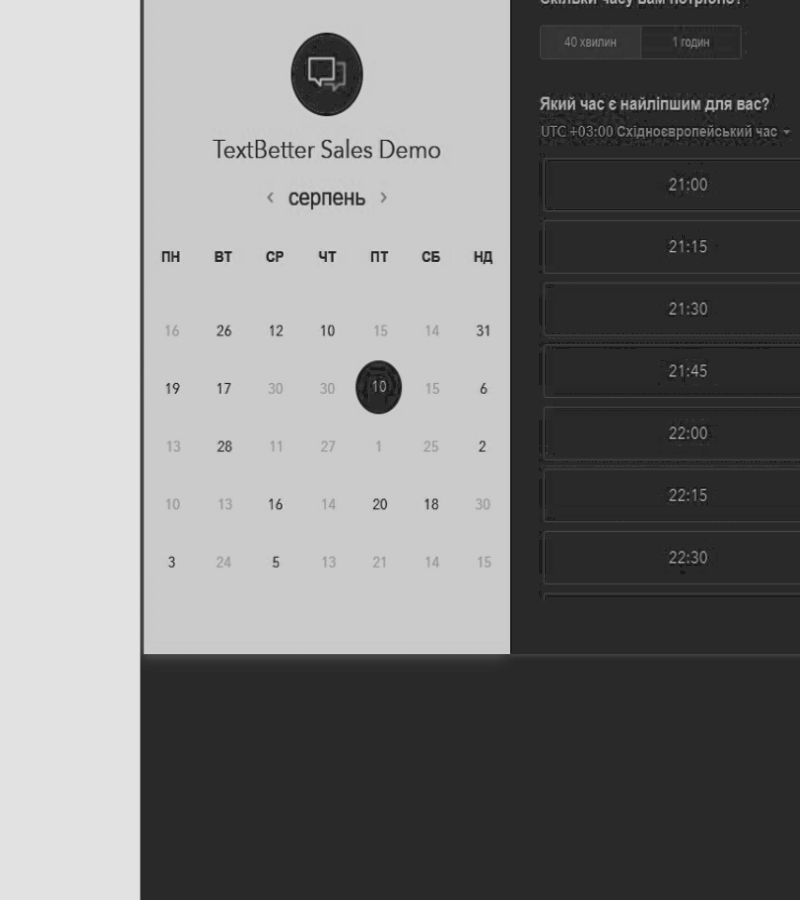 Скільки часу вам потрібно?
40 хвилин 1 годин
Який час є найліпшим для вас?
UTC +03:00 Східноєвропейський час
TextBetter Sales Demo
серпень
ПН ВТ СР ЧТ ПТ СБ НД
16 26 12 10 15 14 31
19 17 30 30 10 15 6
13 28 11 27 1 25 2
10 13 16 14 20 18 30
3 24 5 13 21 14 15
21:00
21:15
21:30
21:45
22:00
22:15
22:30